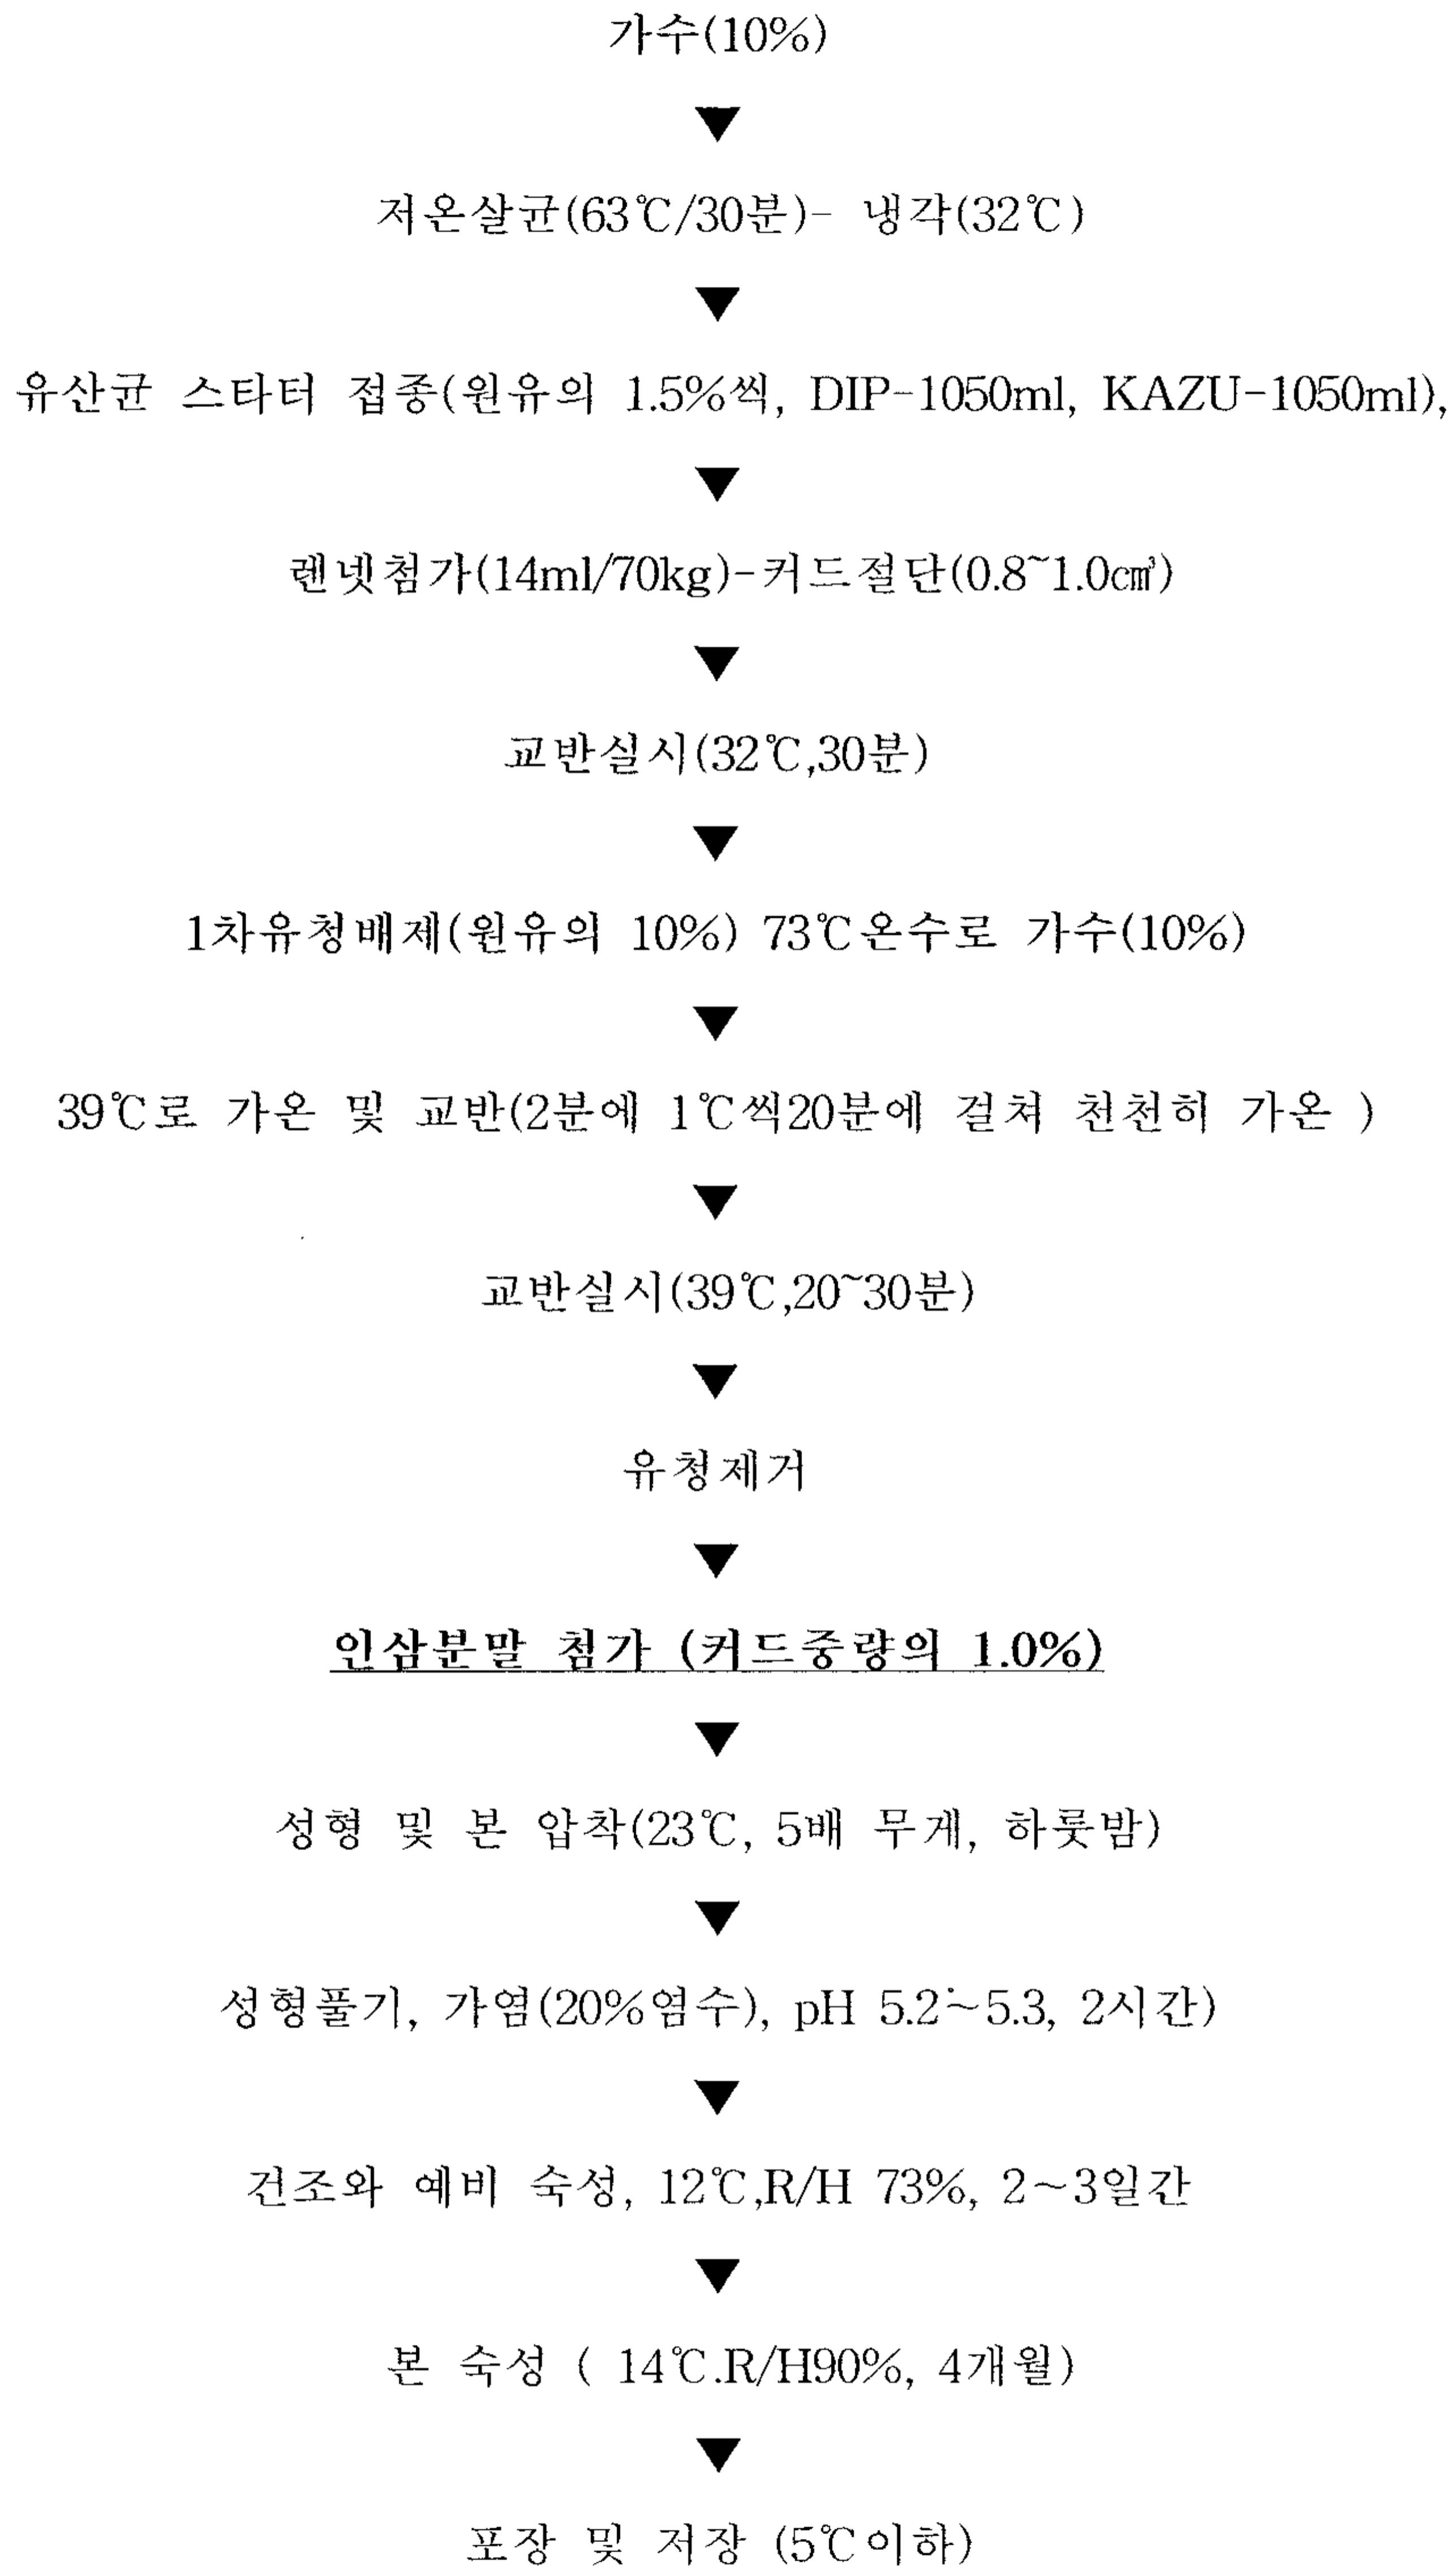 가수(10%)
▼
저온살균(63℃/30분)- 냉각(32℃)
▼
유산균 스타터 접종(원유의 1.5%씩, DIP-1050ml, KAZU-1050ml),
▼
렌넷첨가(14ml/70kg)-커드절단(0.8~1.0㎤)
▼
교반실시(32℃,30분)
▼
1차유청배제(원유의 10%) 73℃온수로 가수(10%)
▼
39℃로 가온 및 교반(2분에 1℃씩20분에 걸쳐 천천히 가온 )
▼
교반실시(39℃,20~30분)
▼
유청제거
▼
인삼분말 첨가 (커드중량의 1.0%)
▼
성형 및 본 압착(23℃, 5배 무게, 하룻밤)
▼
성형풀기, 가염(20%염수), pH 5.2~5.3, 2시간)
▼
건조와 예비 숙성, 12℃,R/H 73%, 2~3일간
▼
본 숙성 ( 14℃.R/H90%, 4개월)
▼
포장 및 저장 (5℃이하)